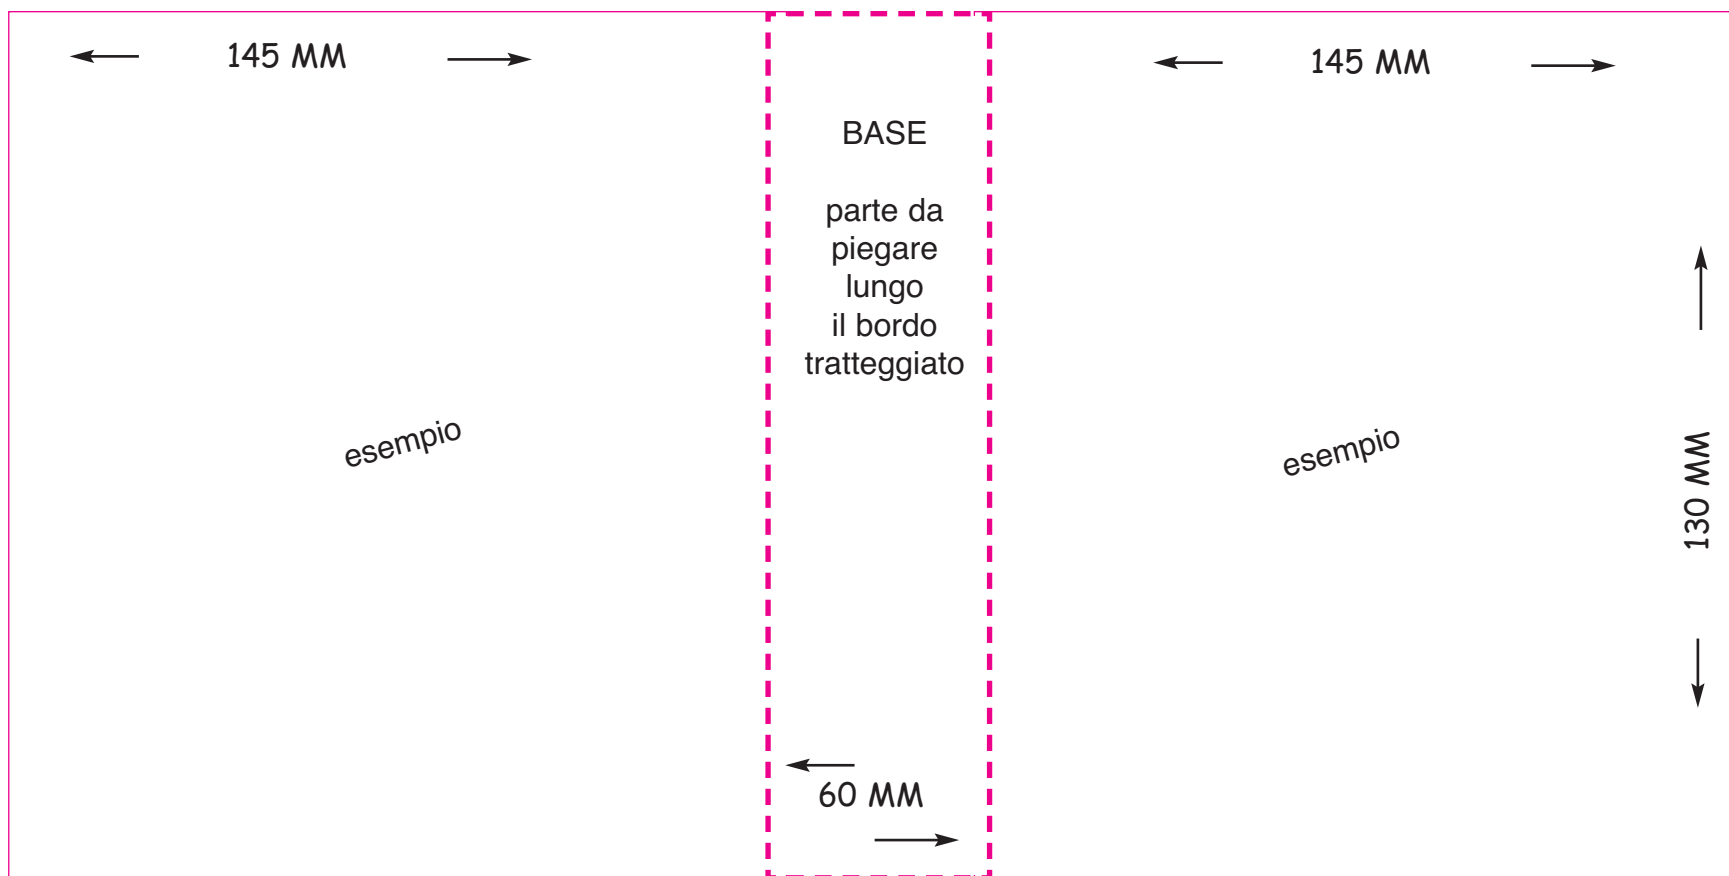 145 MM
145 MM
BASE
parte da
piegare
lungo
il bordo
tratteggiato
esempio
esempio
130 MM
60 MM